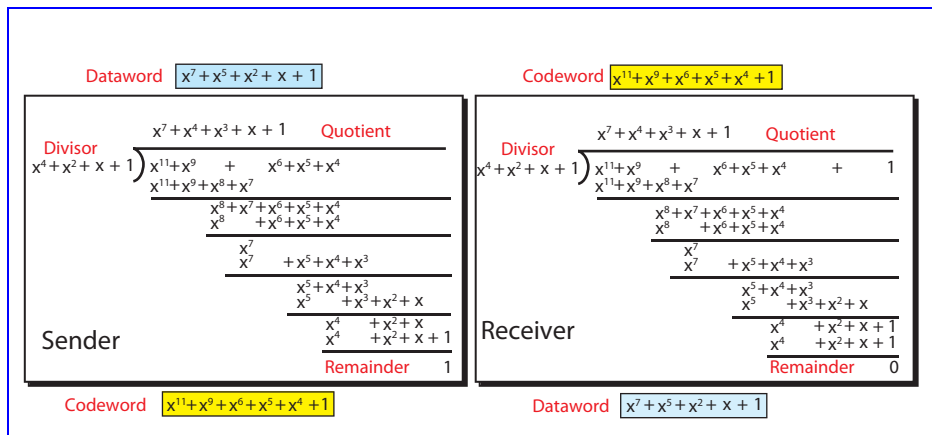 Dataword x⁷ + x⁵ + x² + x + 1
x⁷ + x⁴ + x³ + x + 1 Quotient
Divisor
x⁴ + x² + x + 1 x¹¹ + x⁹ + x⁶ + x⁵ + x⁴
x¹¹ + x⁹ + x⁸ + x⁷
x⁸ + x⁷ + x⁶ + x⁵ + x⁴
x⁸ + x⁶ + x⁵ + x⁴
x⁷
x⁷ + x⁵ + x⁴ + x³
x⁵ + x⁴ + x³
x⁵ + x³ + x² + x
x⁴ + x² + x
x⁴ + x² + x + 1
Sender
Remainder 1
Codeword x¹¹ + x⁹ + x⁶ + x⁵ + x⁴ + 1
Codeword x¹¹ + x⁹ + x⁶ + x⁵ + x⁴ + 1
x⁷ + x⁴ + x³ + x + 1 Quotient
Divisor
x⁴ + x² + x + 1 x¹¹ + x⁹ + x⁶ + x⁵ + x⁴ + 1
x¹¹ + x⁹ + x⁸ + x⁷
x⁸ + x⁷ + x⁶ + x⁵ + x⁴
x⁸ + x⁶ + x⁵ + x⁴
x⁷
x⁷ + x⁵ + x⁴ + x³
x⁵ + x⁴ + x³
x⁵ + x³ + x² + x
x⁴ + x² + x + 1
x⁴ + x² + x + 1
Receiver
Remainder 0
Dataword x⁷ + x⁵ + x² + x + 1